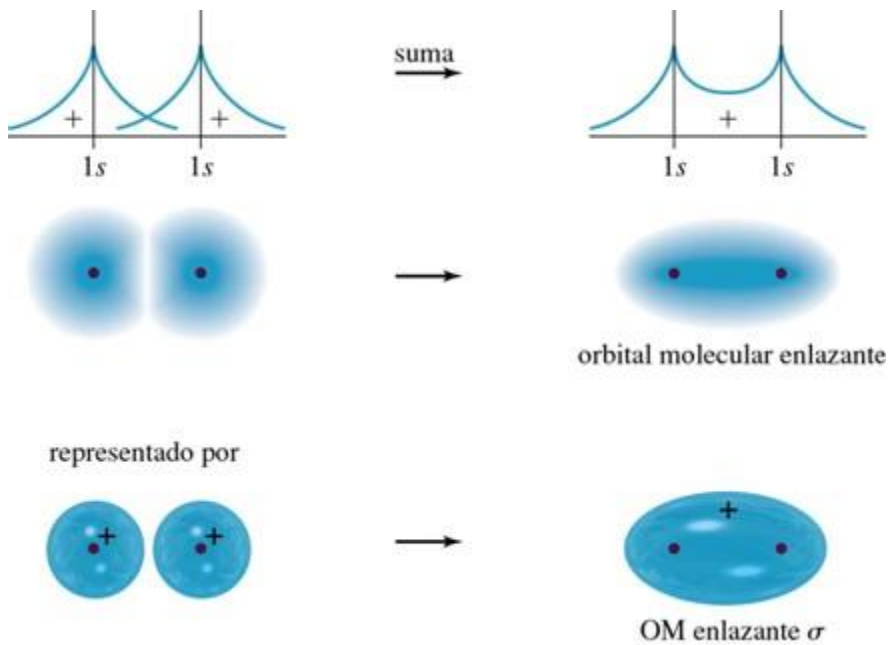 suma
+ +
+
1s 1s
1s 1s
orbital molecular enlazante
representado por
+ +
+
OM enlazante σ